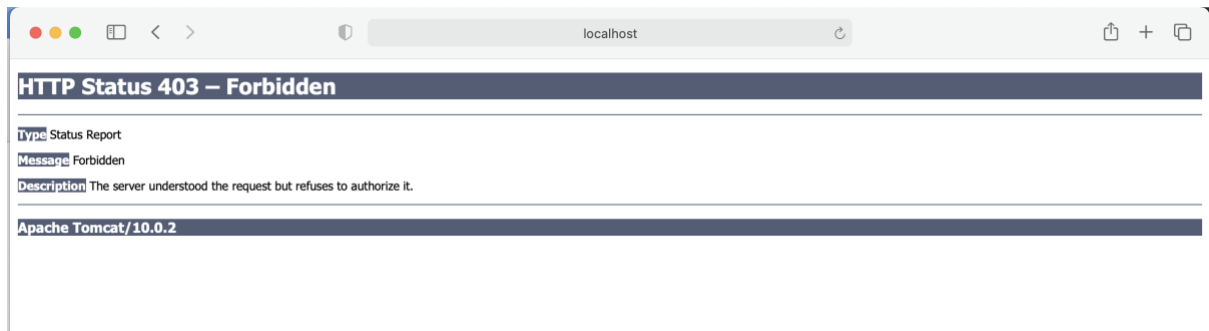 localhost
HTTP Status 403 – Forbidden
Type Status Report
Message Forbidden
Description The server understood the request but refuses to authorize it.
Apache Tomcat/10.0.2